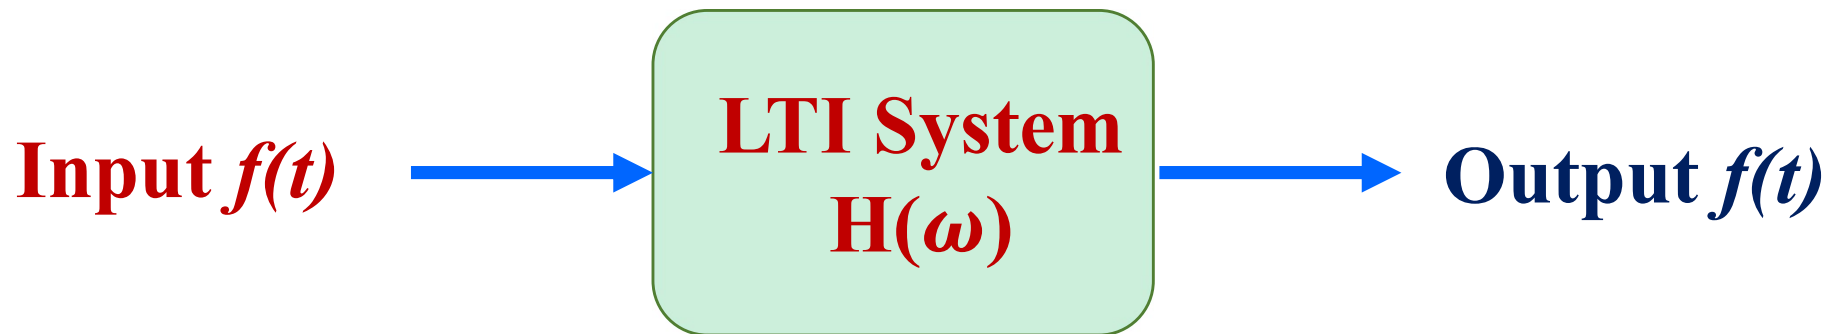 Input f(t)
LTI System
H(ω)
Output f(t)